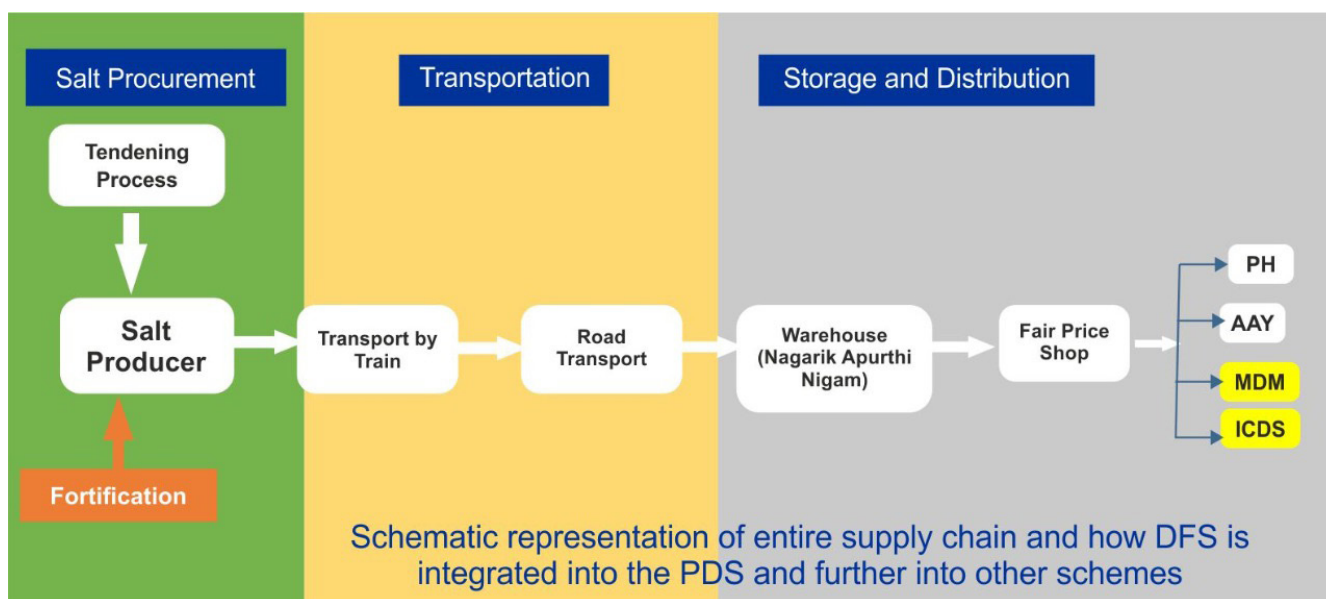 Salt Procurement
Transportation
Storage and Distribution
Tendening
Process
Salt
Producer
Transport by
Train
Road
Transport
Warehouse
(Nagarik Apurthi
Nigam)
Fair Price
Shop
PH
AAY
MDM
ICDS
Fortification
Schematic representation of entire supply chain and how DFS is
integrated into the PDS and further into other schemes